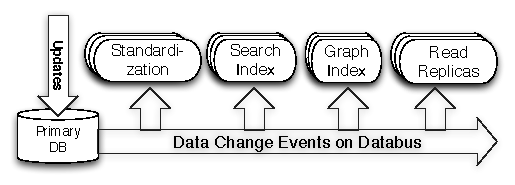 Updates
Standardi-
zation
Search
Index
Graph
Index
Read
Replicas
Primary
DB
Data Change Events on Databus